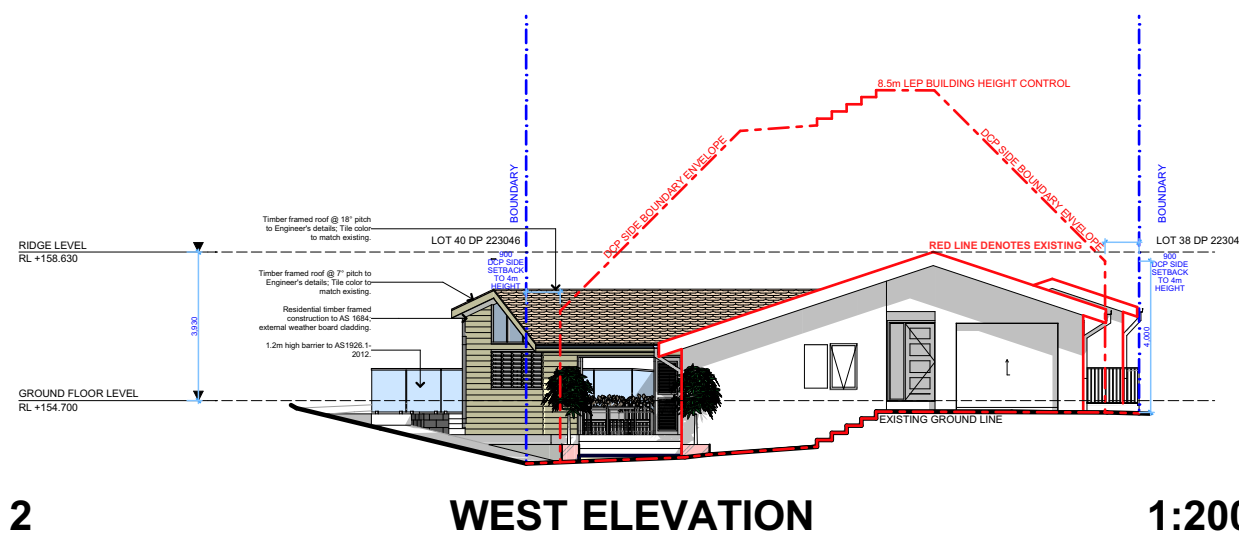 8.5m LEP BUILDING HEIGHT CONTROL
DCP SIDE BOUNDARY ENVELOPE
DCP SIDE BOUNDARY ENVELOPE
BOUNDARY
BOUNDARY
Timber framed roof @ 18° pitch
to Engineer's details; Tile color
to match existing.
LOT 40 DP 223046
RED LINE DENOTES EXISTING
LOT 38 DP 22304
RIDGE LEVEL
RL +158.630
900
DCP SIDE
SETBACK
TO 4m
HEIGHT
900
DCP SIDE
SETBACK
TO 4m
HEIGHT
Timber framed roof @ 7° pitch to
Engineer's details; Tile color to
match existing.
Residential timber framed
construction to AS 1684;
external weather board cladding.
3,930
4,000
1.2m high barrier to AS1926.1-
2012.
GROUND FLOOR LEVEL
RL +154.700
EXISTING GROUND LINE
2
WEST ELEVATION
1:200